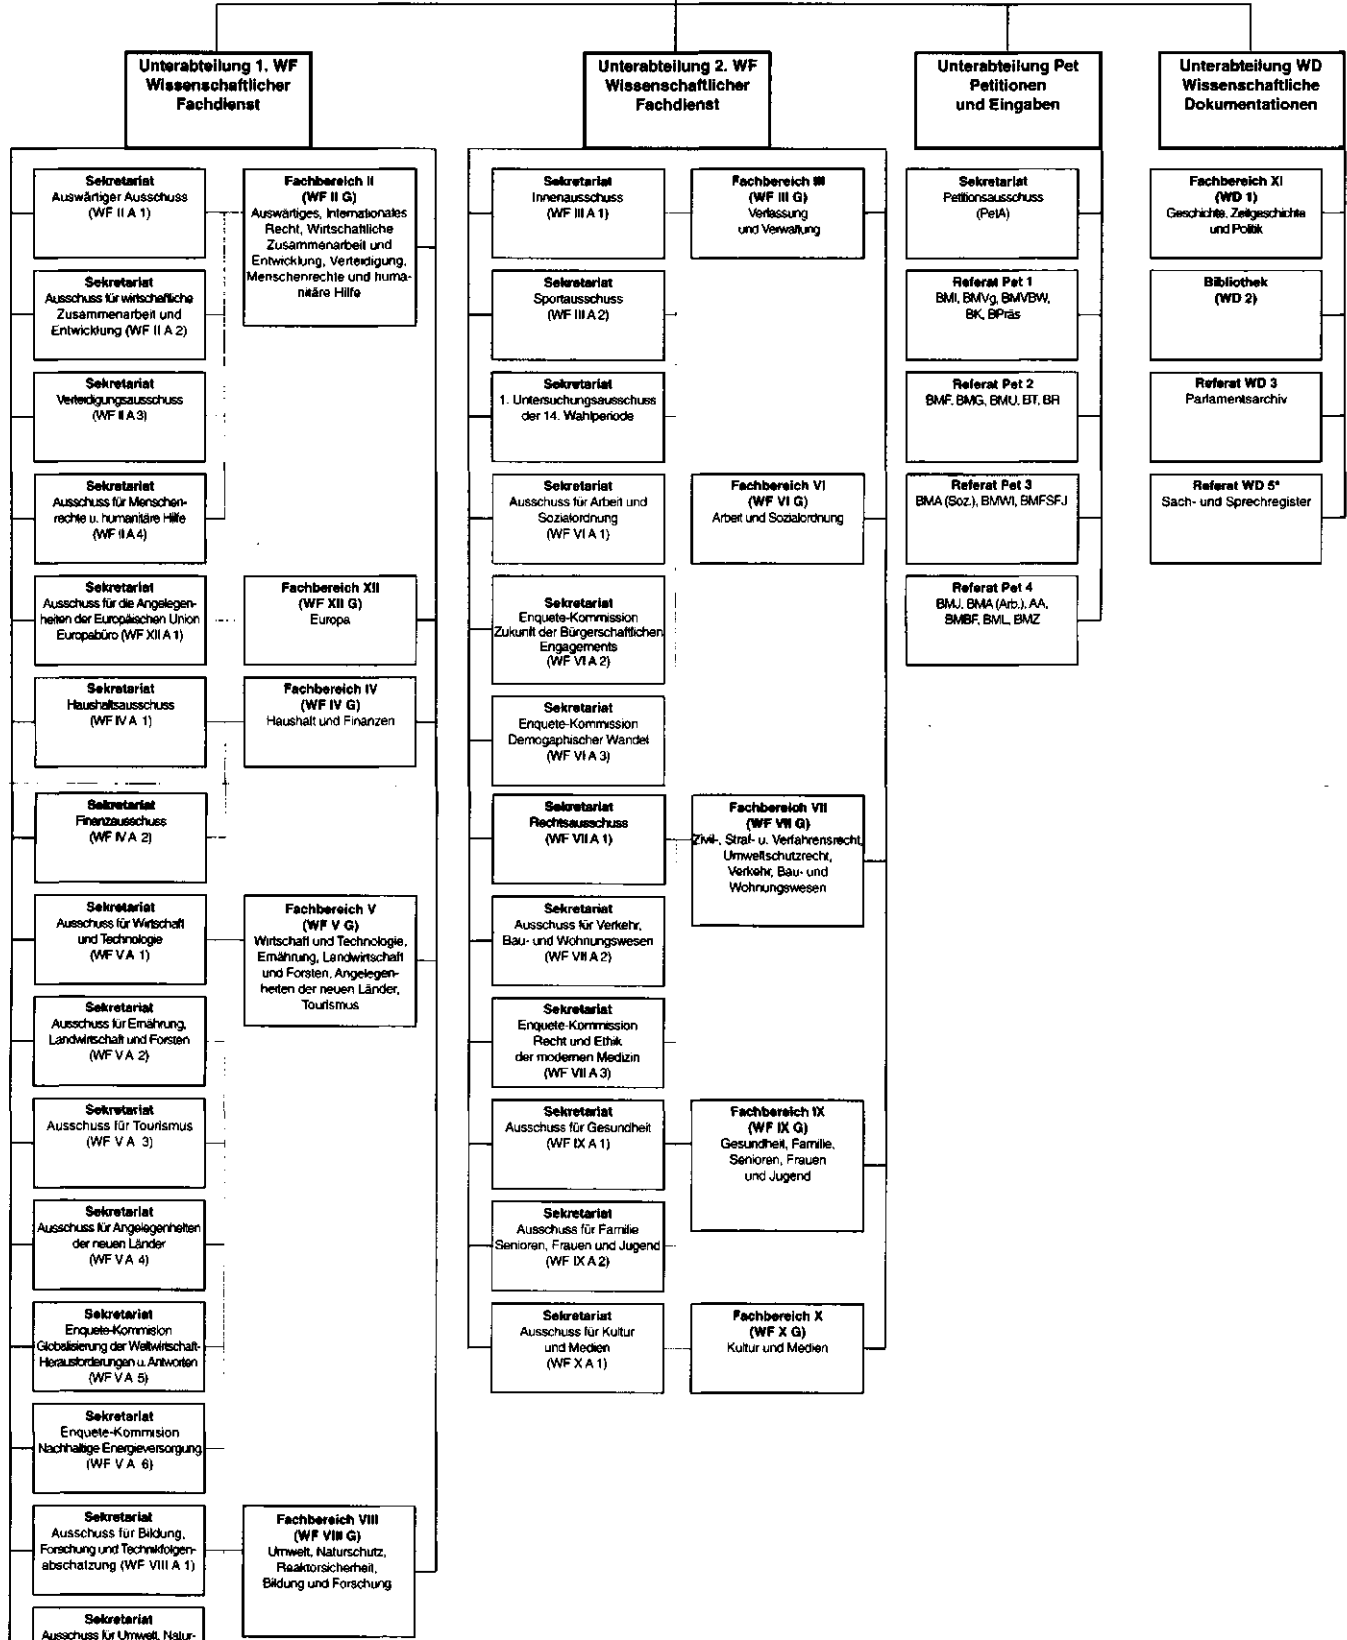 Unterabteilung 1. WF
Wissenschaftlicher
Fachdienst
Sekretariat
Auswärtiger Ausschuss
(WF II A 1)
Sekretariat
Ausschuss für wirtschaftliche
Zusammenarbeit und
Entwicklung (WF II A 2)
Sekretariat
Verteidigungsausschuss
(WF II A 3)
Sekretariat
Ausschuss für Menschen-
rechte u. humanitäre Hilfe
(WF II A 4)
Sekretariat
Ausschuss für die Angelegen-
heiten der Europäischen Union
Europabüro (WF XII A 1)
Sekretariat
Haushaltsausschuss
(WF IV A 1)
Sekretariat
Finanzausschuss
(WF IV A 2)
Sekretariat
Ausschuss für Wirtschaft
und Technologie
(WF V A 1)
Sekretariat
Ausschuss für Ernährung,
Landwirtschaft und Forsten
(WF V A 2)
Sekretariat
Ausschuss für Tourismus
(WF V A 3)
Sekretariat
Ausschuss für Angelegenheiten
der neuen Länder
(WF V A 4)
Sekretariat
Enquete-Kommision
Globalisierung der Weltwirtschaft-
Herausforderungen u. Antworten
(WF V A 5)
Sekretariat
Enquete-Kommision
Nachhaltige Energieversorgung
(WF V A 6)
Sekretariat
Ausschuss für Bildung,
Forschung und Technikfolgen-
abschätzung (WF VIII A 1)
Sekretariat
Ausschuss für Umwelt, Natur-
Fachbereich II
(WF II G)
Auswärtiges, Internationales
Recht, Wirtschaftliche
Zusammenarbeit und
Entwicklung, Verteidigung,
Menschenrechte und huma-
nitäre Hilfe
Fachbereich XII
(WF XII G)
Europa
Fachbereich IV
(WF IV G)
Haushalt und Finanzen
Fachbereich V
(WF V G)
Wirtschaft und Technologie,
Ernährung, Landwirtschaft
und Forsten, Angelegen-
heiten der neuen Länder,
Tourismus
Fachbereich VIII
(WF VIII G)
Umwelt, Naturschutz,
Reaktorsicherheit,
Bildung und Forschung
Unterabteilung 2. WF
Wissenschaftlicher
Fachdienst
Sekretariat
Innenausschuss
(WF III A 1)
Sekretariat
Sportausschuss
(WF III A 2)
Sekretariat
1. Untersuchungsausschuss
der 14. Wahlperiode
Sekretariat
Ausschuss für Arbeit und
Sozialordnung
(WF VI A 1)
Sekretariat
Enquete-Kommission
Zukunft der Bürgerschaftlichen
Engagements
(WF VI A 2)
Sekretariat
Enquete-Kommission
Demogaphischer Wandel
(WF VI A 3)
Sekretariat
Rechtsausschuss
(WF VII A 1)
Sekretariat
Ausschuss für Verkehr,
Bau- und Wohnungswesen
(WF VII A 2)
Sekretariat
Enquete-Kommission
Recht und Ethik
der modernen Medizin
(WF VII A 3)
Sekretariat
Ausschuss für Gesundheit
(WF IX A 1)
Sekretariat
Ausschuss für Familie
Senioren, Frauen und Jugend
(WF IX A 2)
Sekretariat
Ausschuss für Kultur
und Medien
(WF X A 1)
Fachbereich III
(WF III G)
Verfassung
und Verwaltung
Fachbereich VI
(WF VI G)
Arbeit und Sozialordnung
Fachbereich VII
(WF VII G)
Zivil-, Straf- u. Verfahrensrecht,
Umweltschutzrecht,
Verkehr, Bau- und
Wohnungswesen
Fachbereich IX
(WF IX G)
Gesundheit, Familie,
Senioren, Frauen
und Jugend
Fachbereich X
(WF X G)
Kultur und Medien
Unterabteilung Pet
Petitionen
und Eingaben
Sekretariat
Petitionsausschuss
(PetA)
Referat Pet 1
BMI, BMVg, BMVBW,
BK, BPräs
Referat Pet 2
BMF, BMG, BMU, BT, BR
Referat Pet 3
BMA (Soz.), BMWI, BMFSFJ
Referat Pet 4
BMJ, BMA (Arb.), AA,
BMBF, BML, BMZ
Unterabteilung WD
Wissenschaftliche
Dokumentationen
Fachbereich XI
(WD 1)
Geschichte, Zeitgeschichte
und Politik
Bibliothek
(WD 2)
Referat WD 3
Parlamentsarchiv
Referat WD 5*
Sach- und Sprechregister